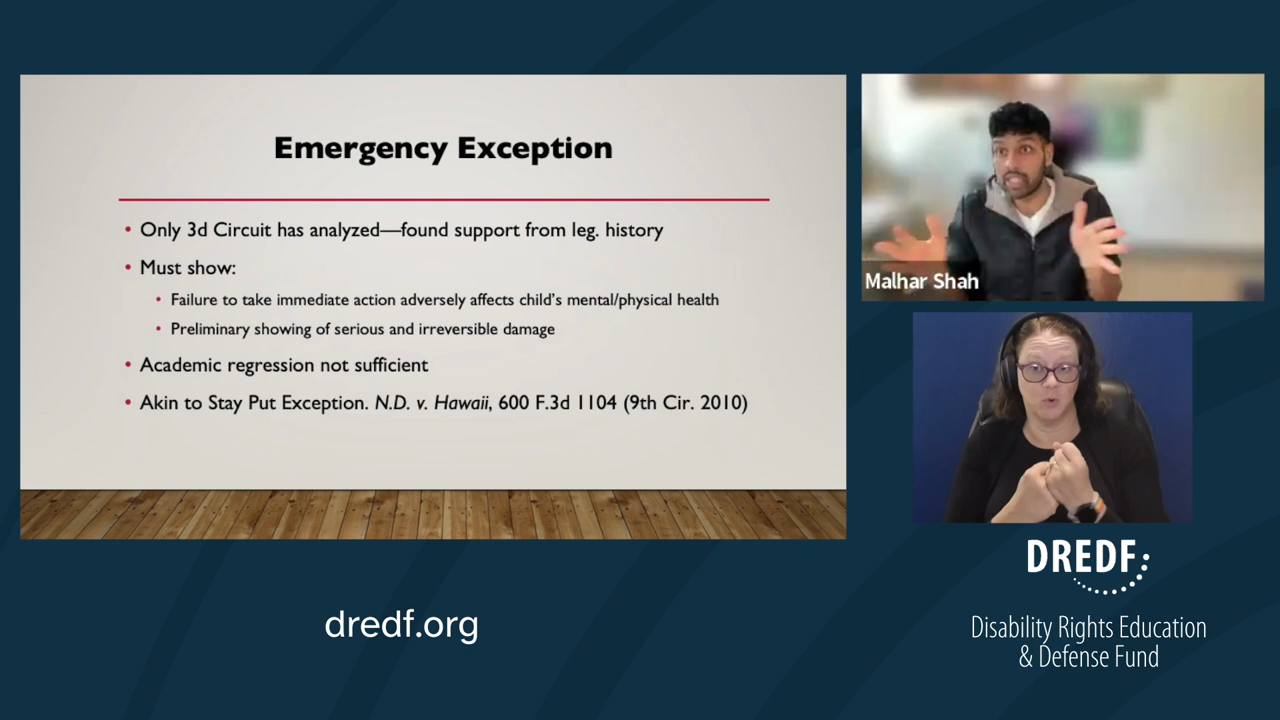 Emergency Exception
• Only 3d Circuit has analyzed—found support from leg. history
• Must show:
• Failure to take immediate action adversely affects child's mental/physical health
• Preliminary showing of serious and irreversible damage
• Academic regression not sufficient
• Akin to Stay Put Exception. N.D. v. Hawaii, 600 F.3d 1104 (9th Cir. 2010)
Malhar Shah
DREDF
dredf.org
Disability Rights Education
& Defense Fund